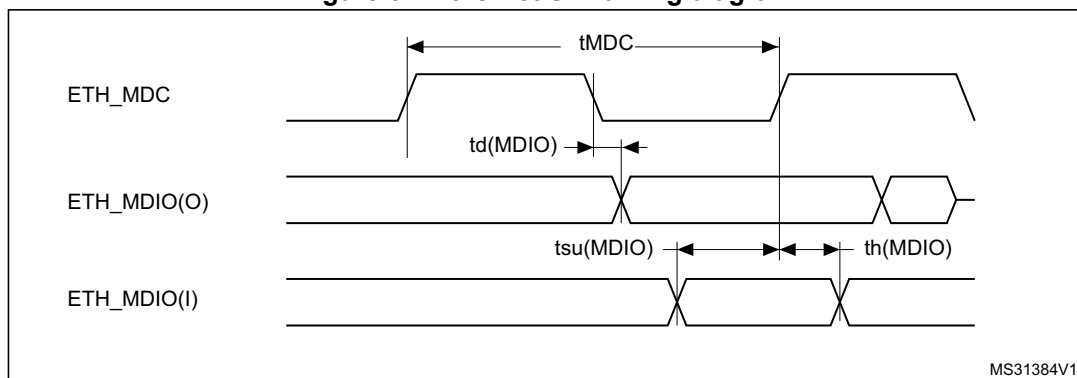 tMDC
ETH_MDC
td(MDIO)
ETH_MDIO(O)
tsu(MDIO) th(MDIO)
ETH_MDIO(I)
MS31384V1